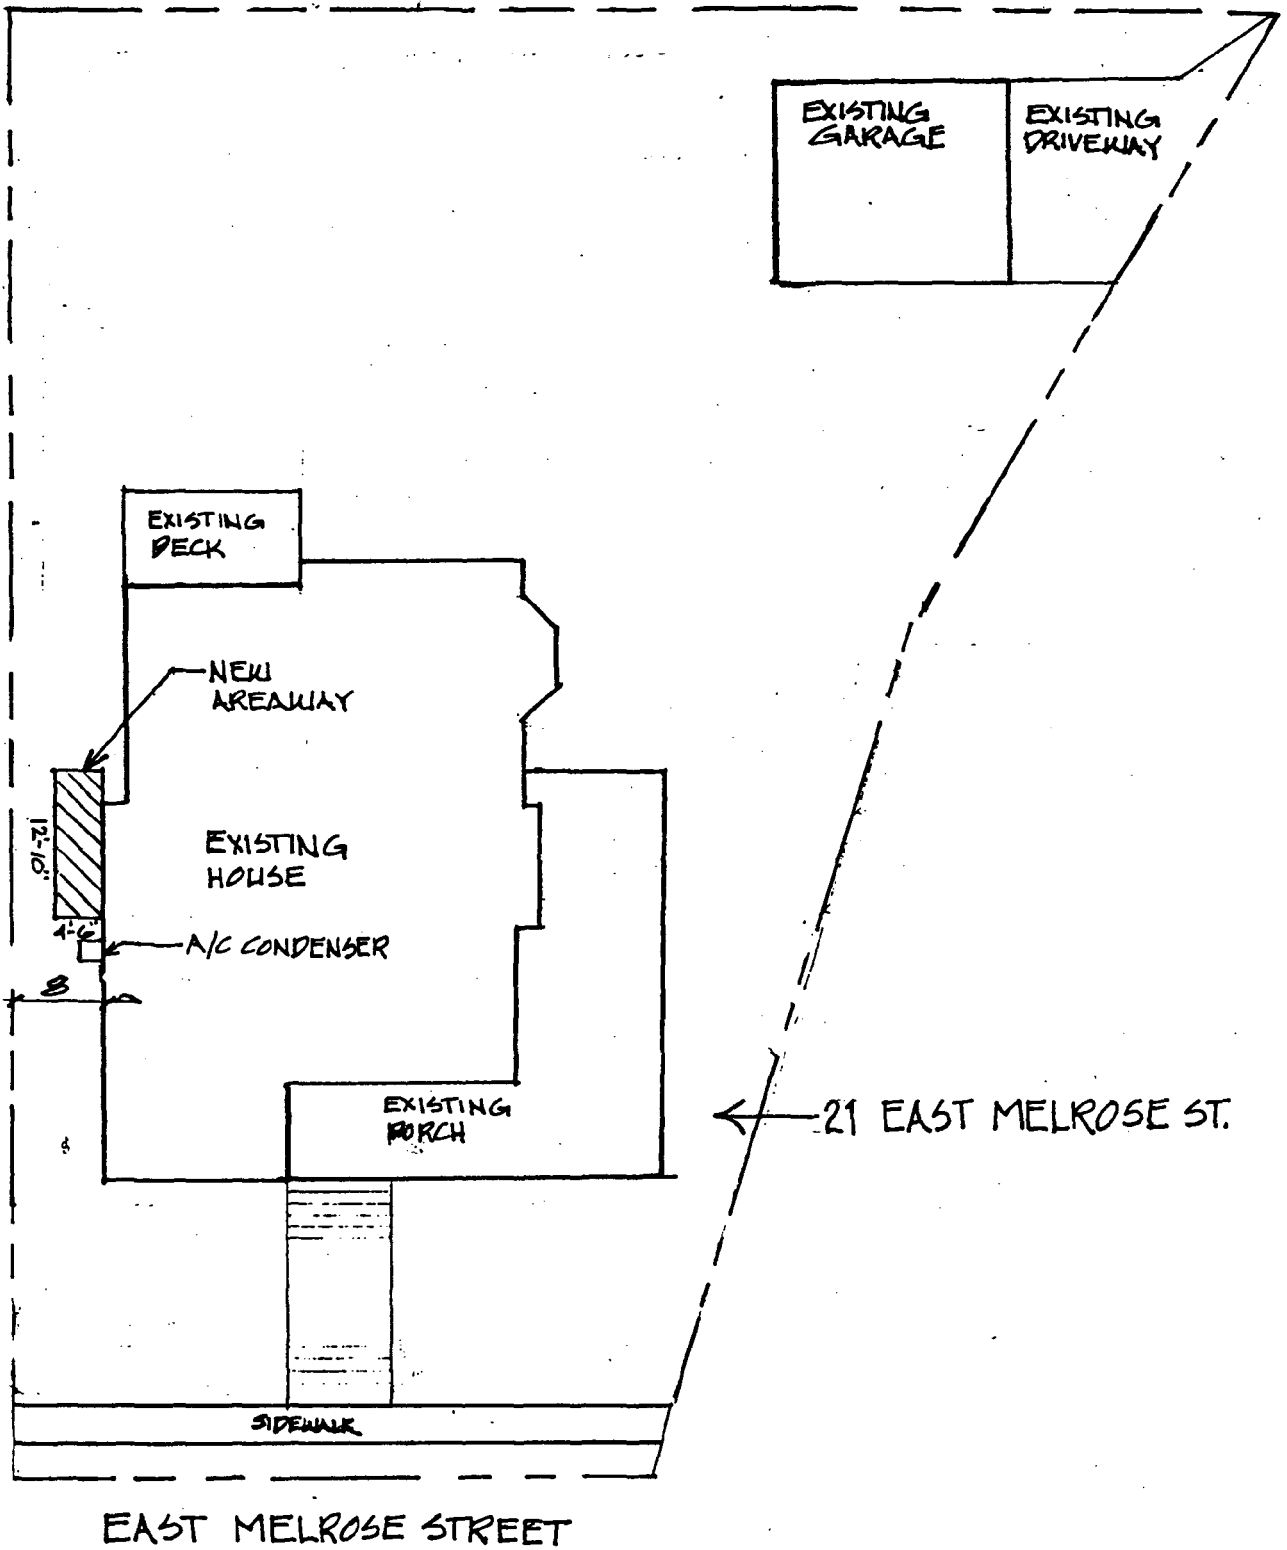 EXISTING
GARAGE
EXISTING
DRIVEWAY
EXISTING
DECK
NEW
AREAWAY
12'-10"
EXISTING
HOUSE
4'-6"
A/C CONDENSER
8
EXISTING
PORCH
21 EAST MELROSE ST.
SIDEWALK
EAST MELROSE STREET